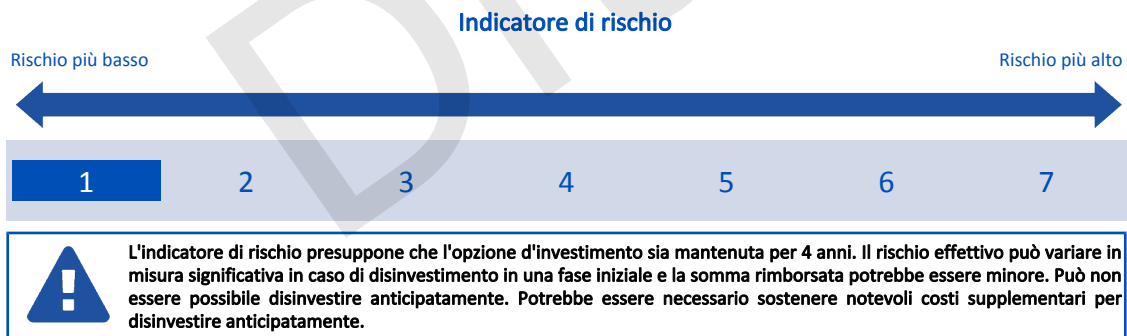 Indicatore di rischio
Rischio più basso Rischio più alto
1 2 3 4 5 6 7
L'indicatore di rischio presuppone che l'opzione d'investimento sia mantenuta per 4 anni. Il rischio effettivo può variare in
misura significativa in caso di disinvestimento in una fase iniziale e la somma rimborsata potrebbe essere minore. Può non
essere possibile disinvestire anticipatamente. Potrebbe essere necessario sostenere notevoli costi supplementari per
disinvestire anticipatamente.